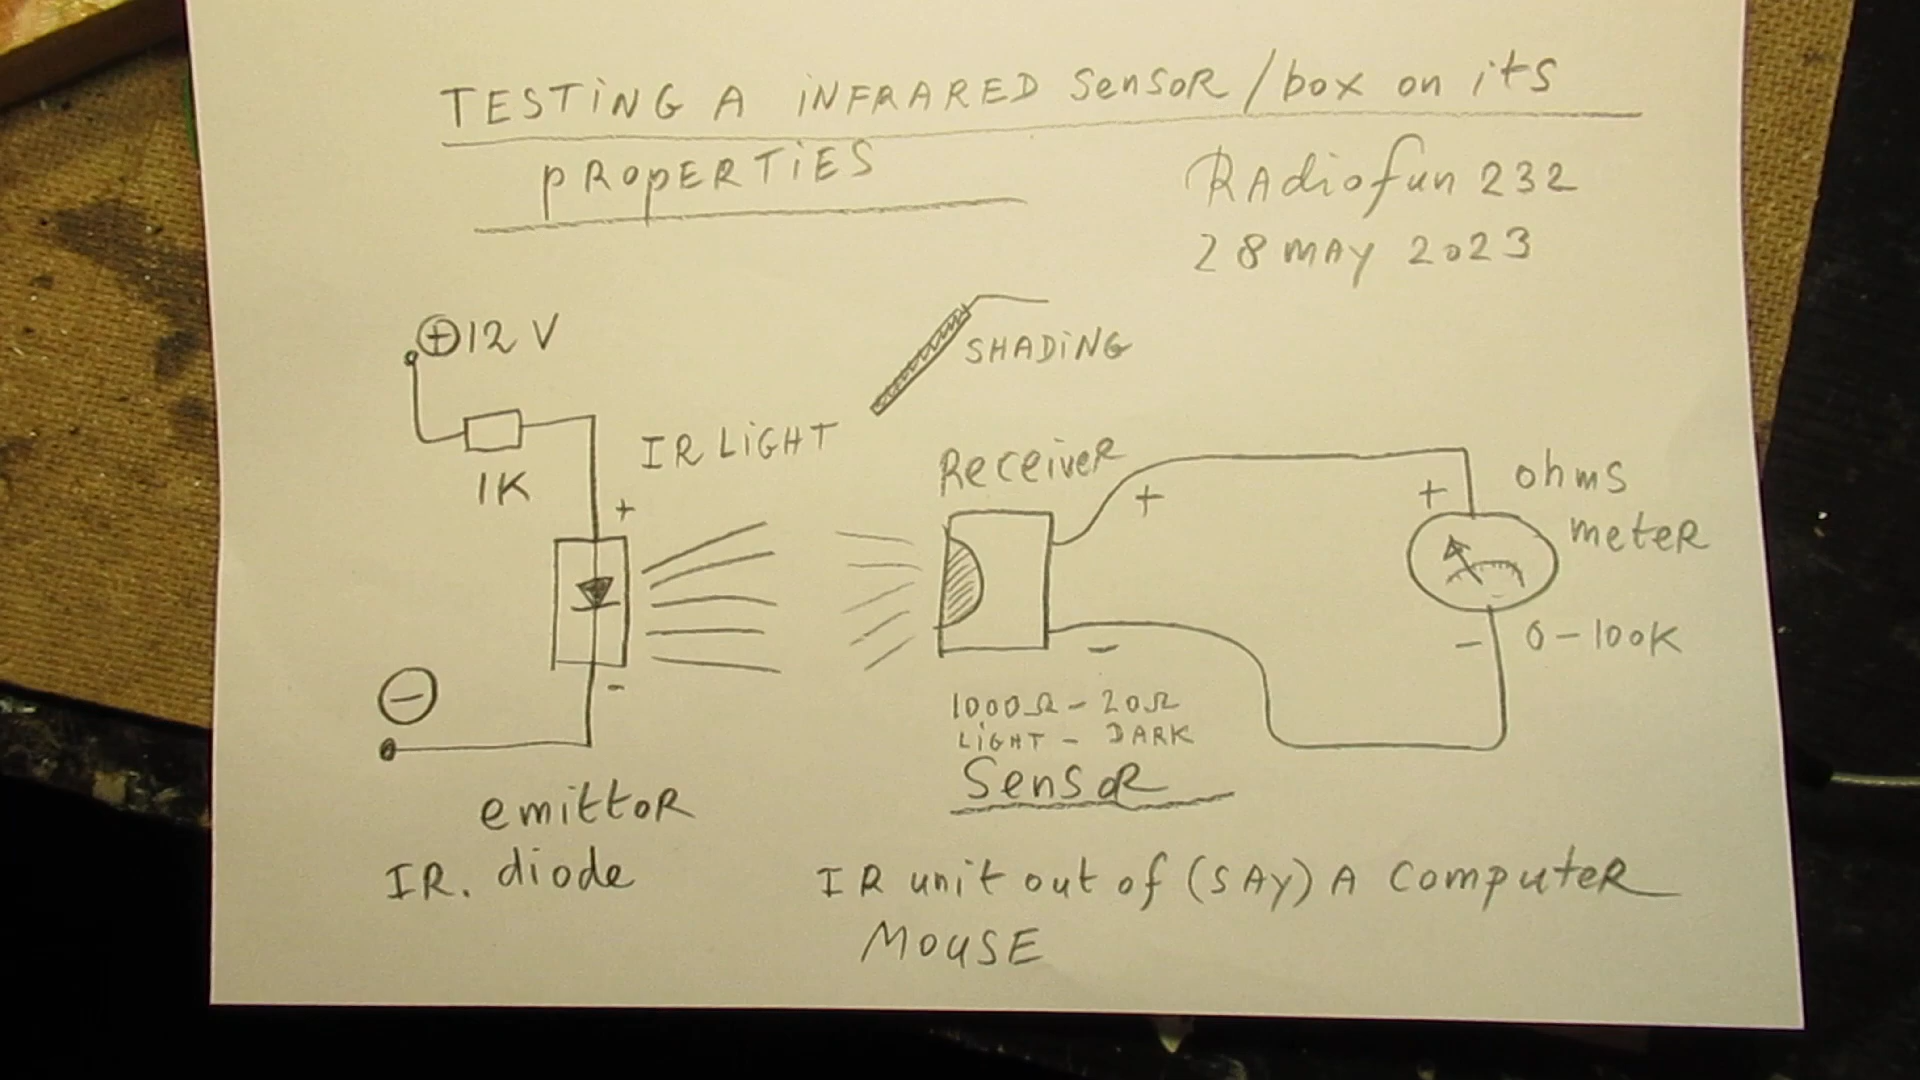 TESTING A INFRARED SENSOR/box on its
PROPERTIES
RAdiofun 232
28 MAY 2023
+ 12 V
SHADING
IR LIGHT
1K
+
-
-
Receiver
+
-
+
ohms
meter
-
0-100K
1000Ω - 20Ω
LIGHT - DARK
Sensor
emittor
IR. diode
IR unit out of (SAY) A Computer
MOUSE